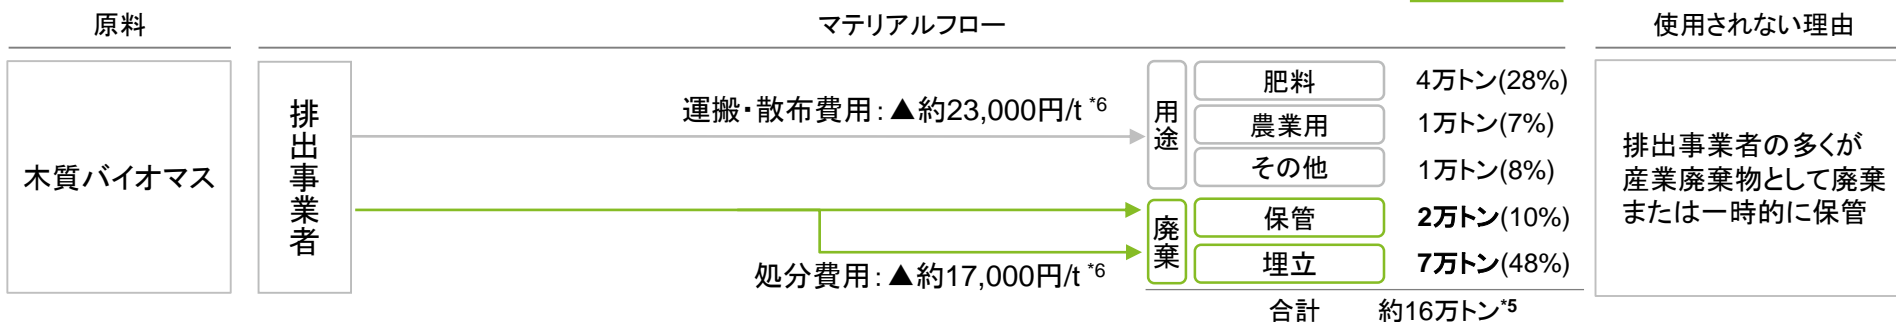 原料
マテリアルフロー
使用されない理由
木質バイオマス
排出事業者
運搬・散布費用：▲約23,000円/t *6
処分費用：▲約17,000円/t *6
用途
肥料 4万トン(28%)
農業用 1万トン(7%)
その他 1万トン(8%)
廃棄
保管 2万トン(10%)
埋立 7万トン(48%)
合計 約16万トン*5
排出事業者の多くが
産業廃棄物として廃棄
または一時的に保管